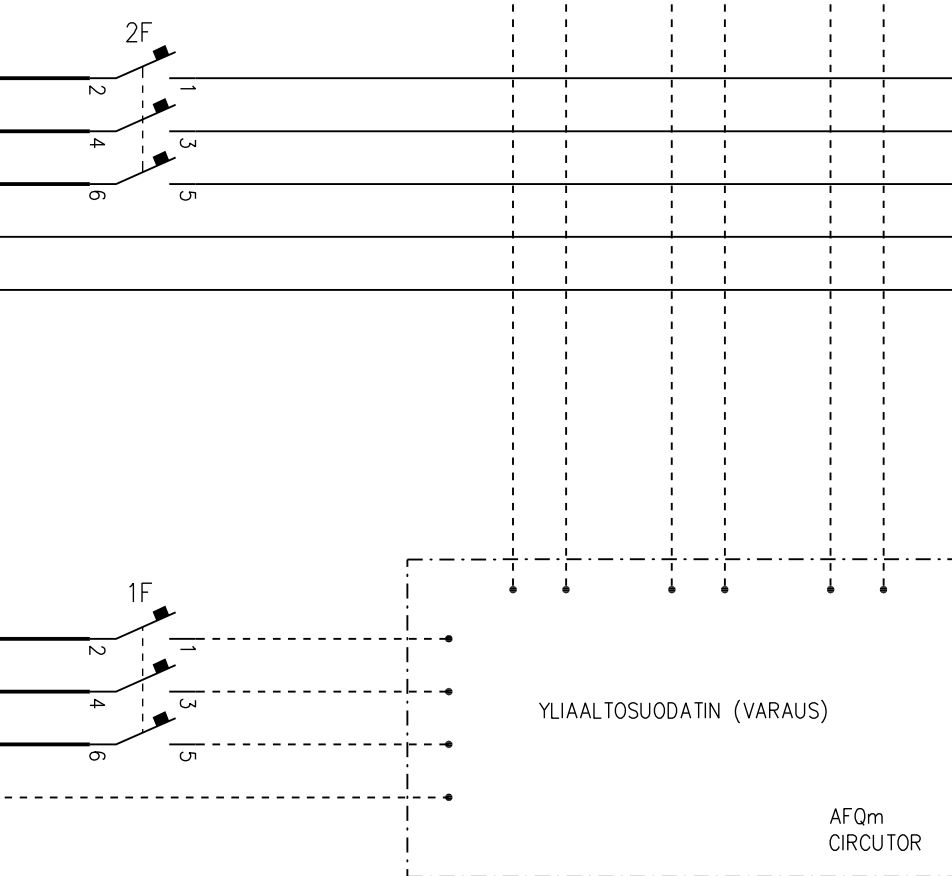 2F
2 1
4 3
6 5
1F
2 1
4 3
6 5
YLIAALTOSUODATIN (VARAUS)
AFQm
CIRCUTOR